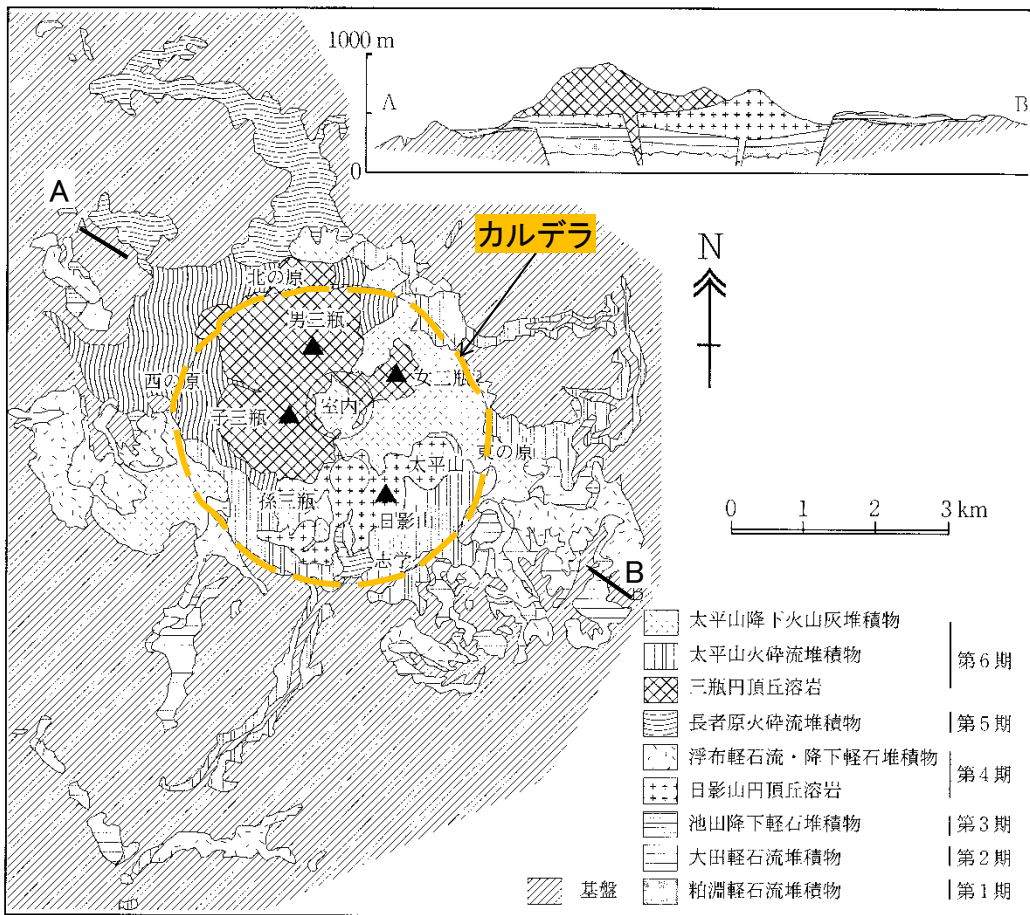 1000 m
A
B
0
A
カルデラ
N
北の原
男三瓶
女三瓶
西の原
室内
子三瓶
東の原
太平山
孫三瓶
日影山
志学
0 1 2 3 km
B
B
太平山降下火山灰堆積物
太平山火砕流堆積物
第6期
三瓶円頂丘溶岩
長者原火砕流堆積物 第5期
浮布軽石流・降下軽石堆積物
第4期
日影山円頂丘溶岩
池田降下軽石堆積物 第3期
大田軽石流堆積物 第2期
基盤 粕淵軽石流堆積物 第1期